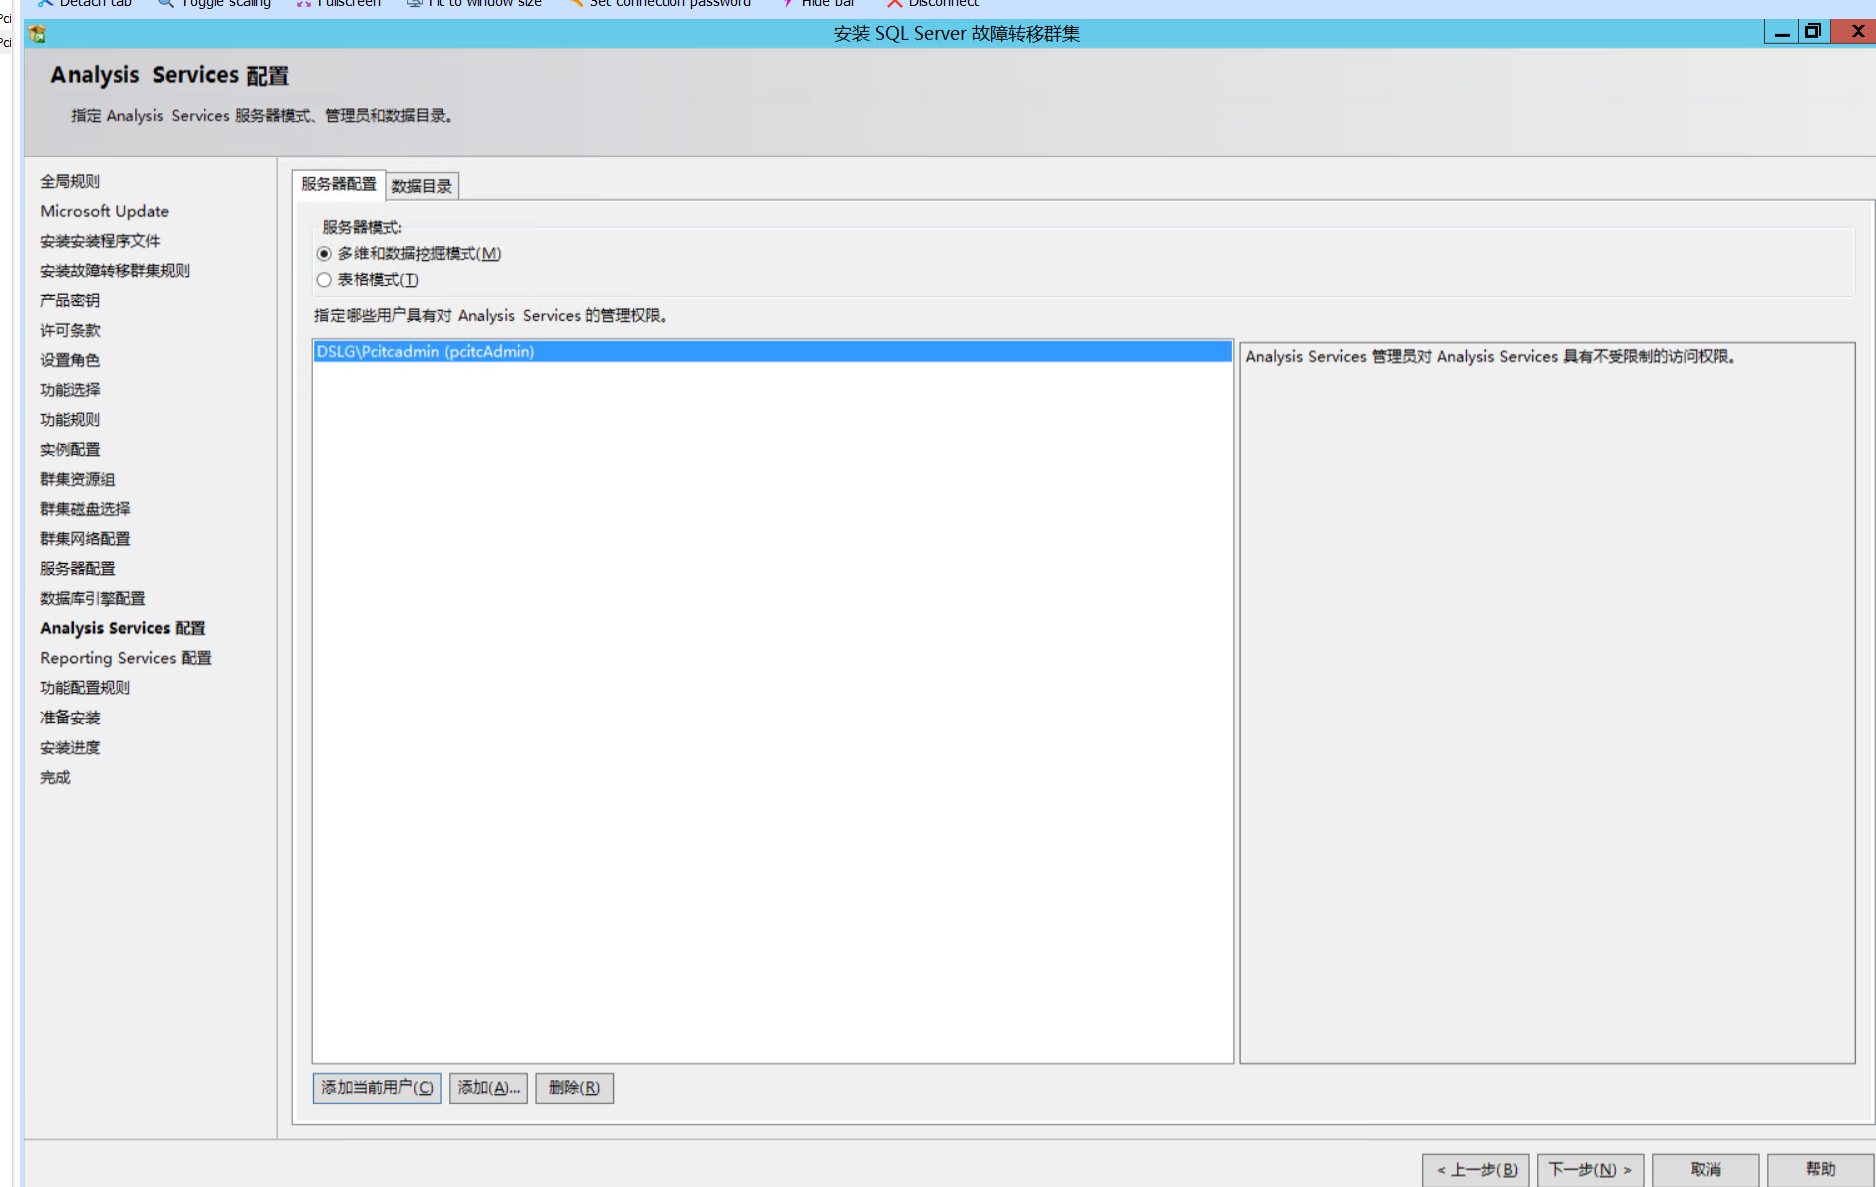 Detach tab Toggle scaling Fullscreen Fit to window size Set connection password Hide bar Disconnect
Pci
Pci
安装 SQL Server 故障转移群集
Analysis Services 配置
指定 Analysis Services 服务器模式、管理员和数据目录。
全局规则
Microsoft Update
安装安装程序文件
安装故障转移群集规则
产品密钥
许可条款
设置角色
功能选择
功能规则
实例配置
群集资源组
群集磁盘选择
群集网络配置
服务器配置
数据库引擎配置
Analysis Services 配置
Reporting Services 配置
功能配置规则
准备安装
安装进度
完成
服务器配置 数据目录
服务器模式:
多维和数据挖掘模式(M)
表格模式(T)
指定哪些用户具有对 Analysis Services 的管理权限。
DSLG\Pcitcadmin (pcitcAdmin)
Analysis Services 管理员对 Analysis Services 具有不受限制的访问权限。
添加当前用户(C) 添加(A)... 删除(R)
< 上一步(B) 下一步(N) > 取消 帮助